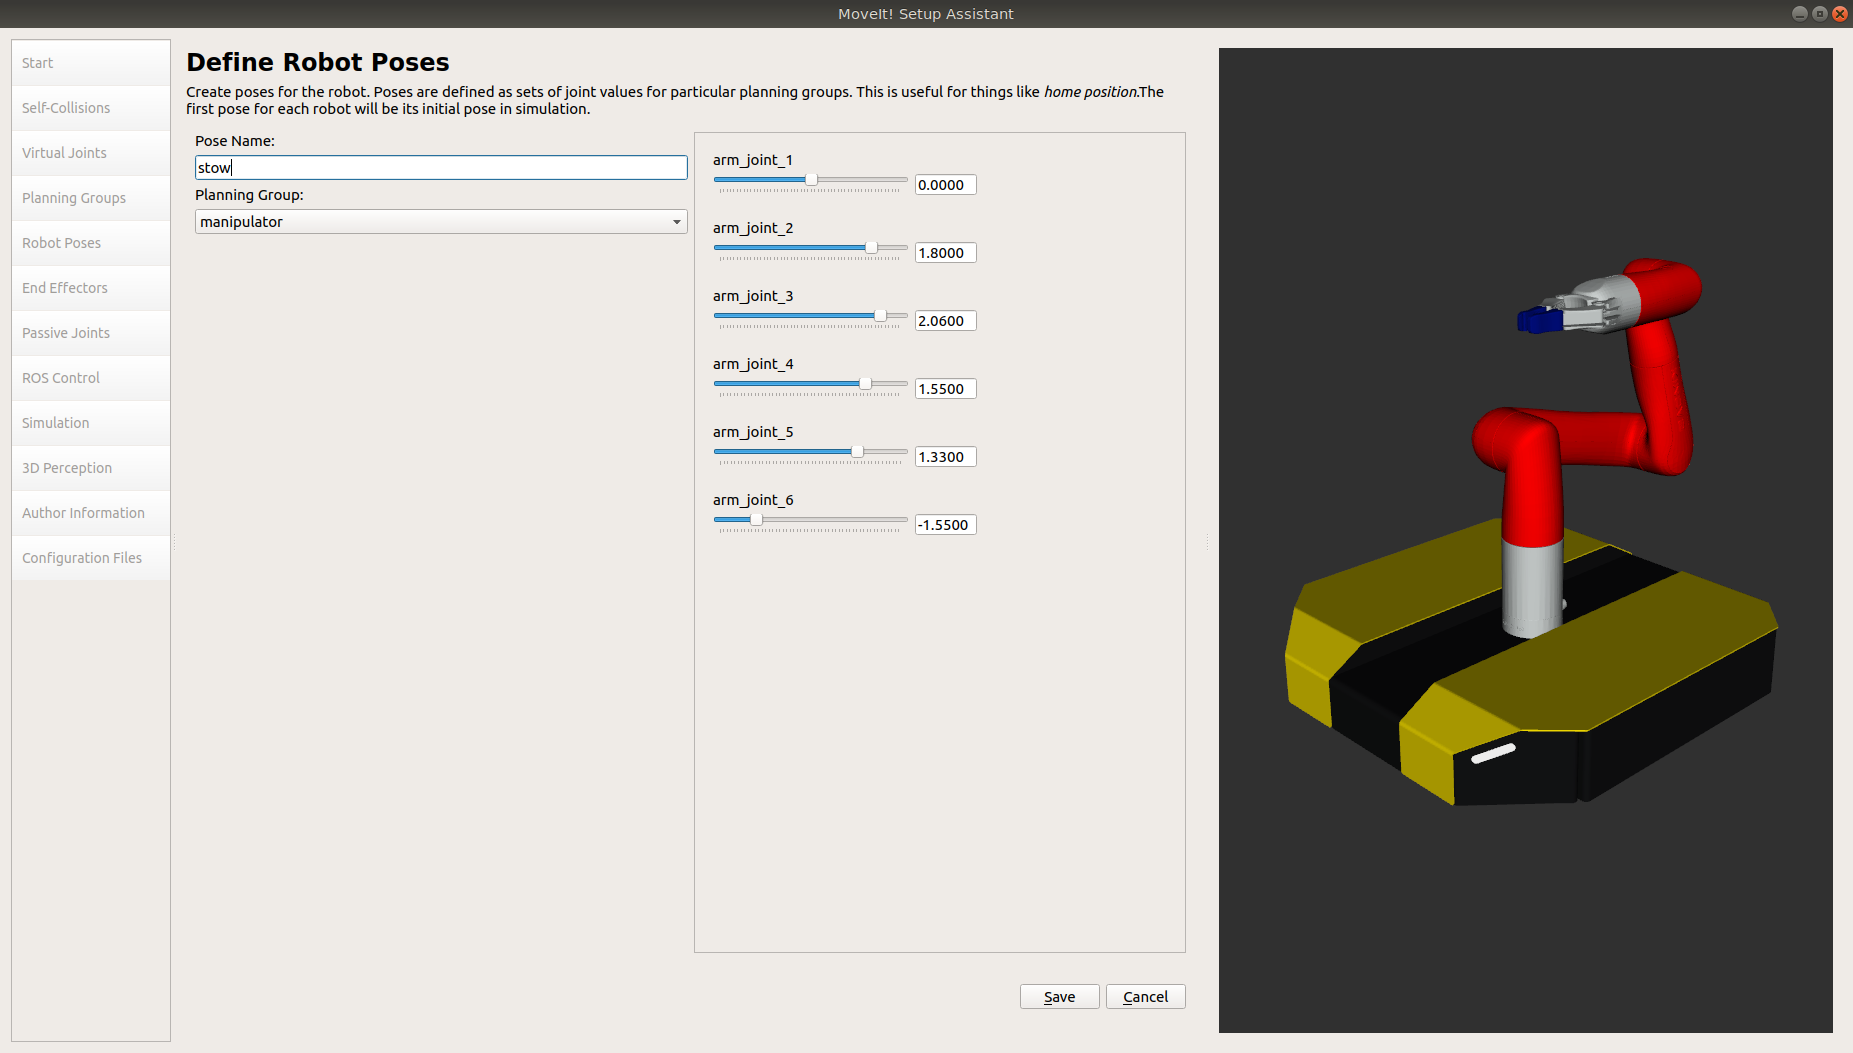 MoveIt! Setup Assistant
Start
Self-Collisions
Virtual Joints
Planning Groups
Robot Poses
End Effectors
Passive Joints
ROS Control
Simulation
3D Perception
Author Information
Configuration Files
Define Robot Poses
Create poses for the robot. Poses are defined as sets of joint values for particular planning groups. This is useful for things like home position.The
first pose for each robot will be its initial pose in simulation.
Pose Name:
stow
Planning Group:
manipulator
arm_joint_1
0.0000
arm_joint_2
1.8000
arm_joint_3
2.0600
arm_joint_4
1.5500
arm_joint_5
1.3300
arm_joint_6
-1.5500
Save
Cancel